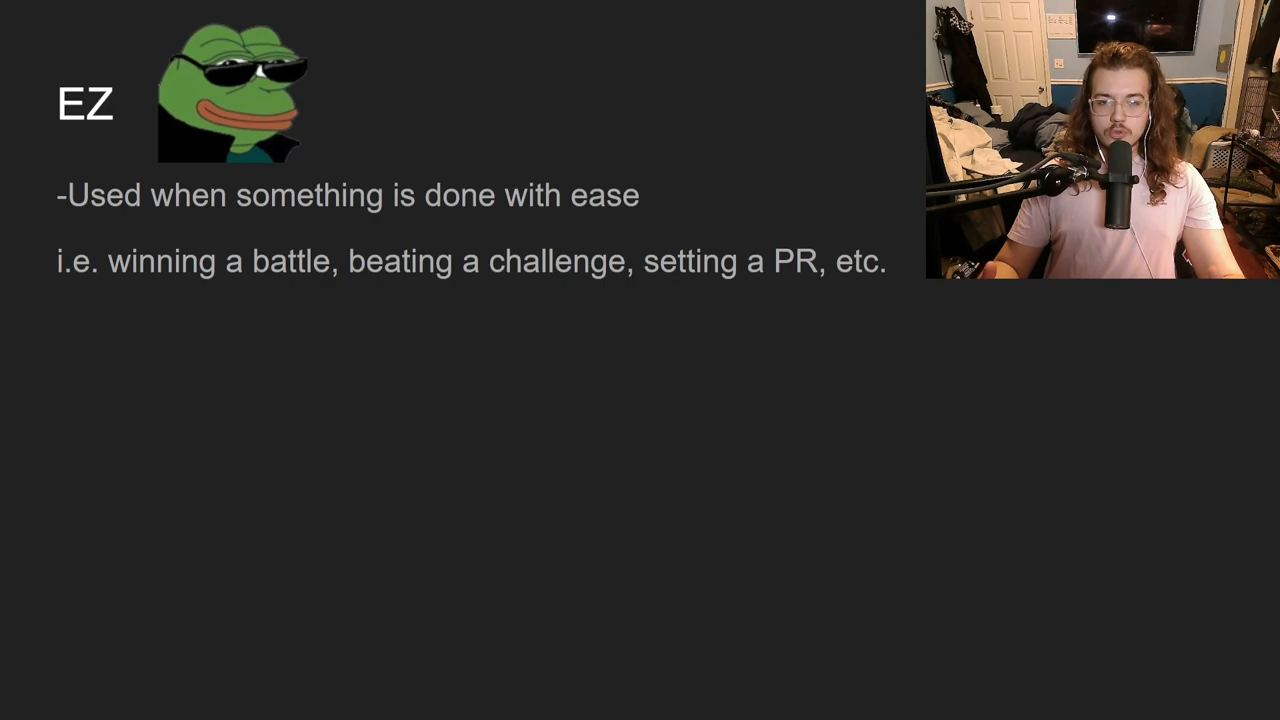 EZ
-Used when something is done with ease
i.e. winning a battle, beating a challenge, setting a PR, etc.